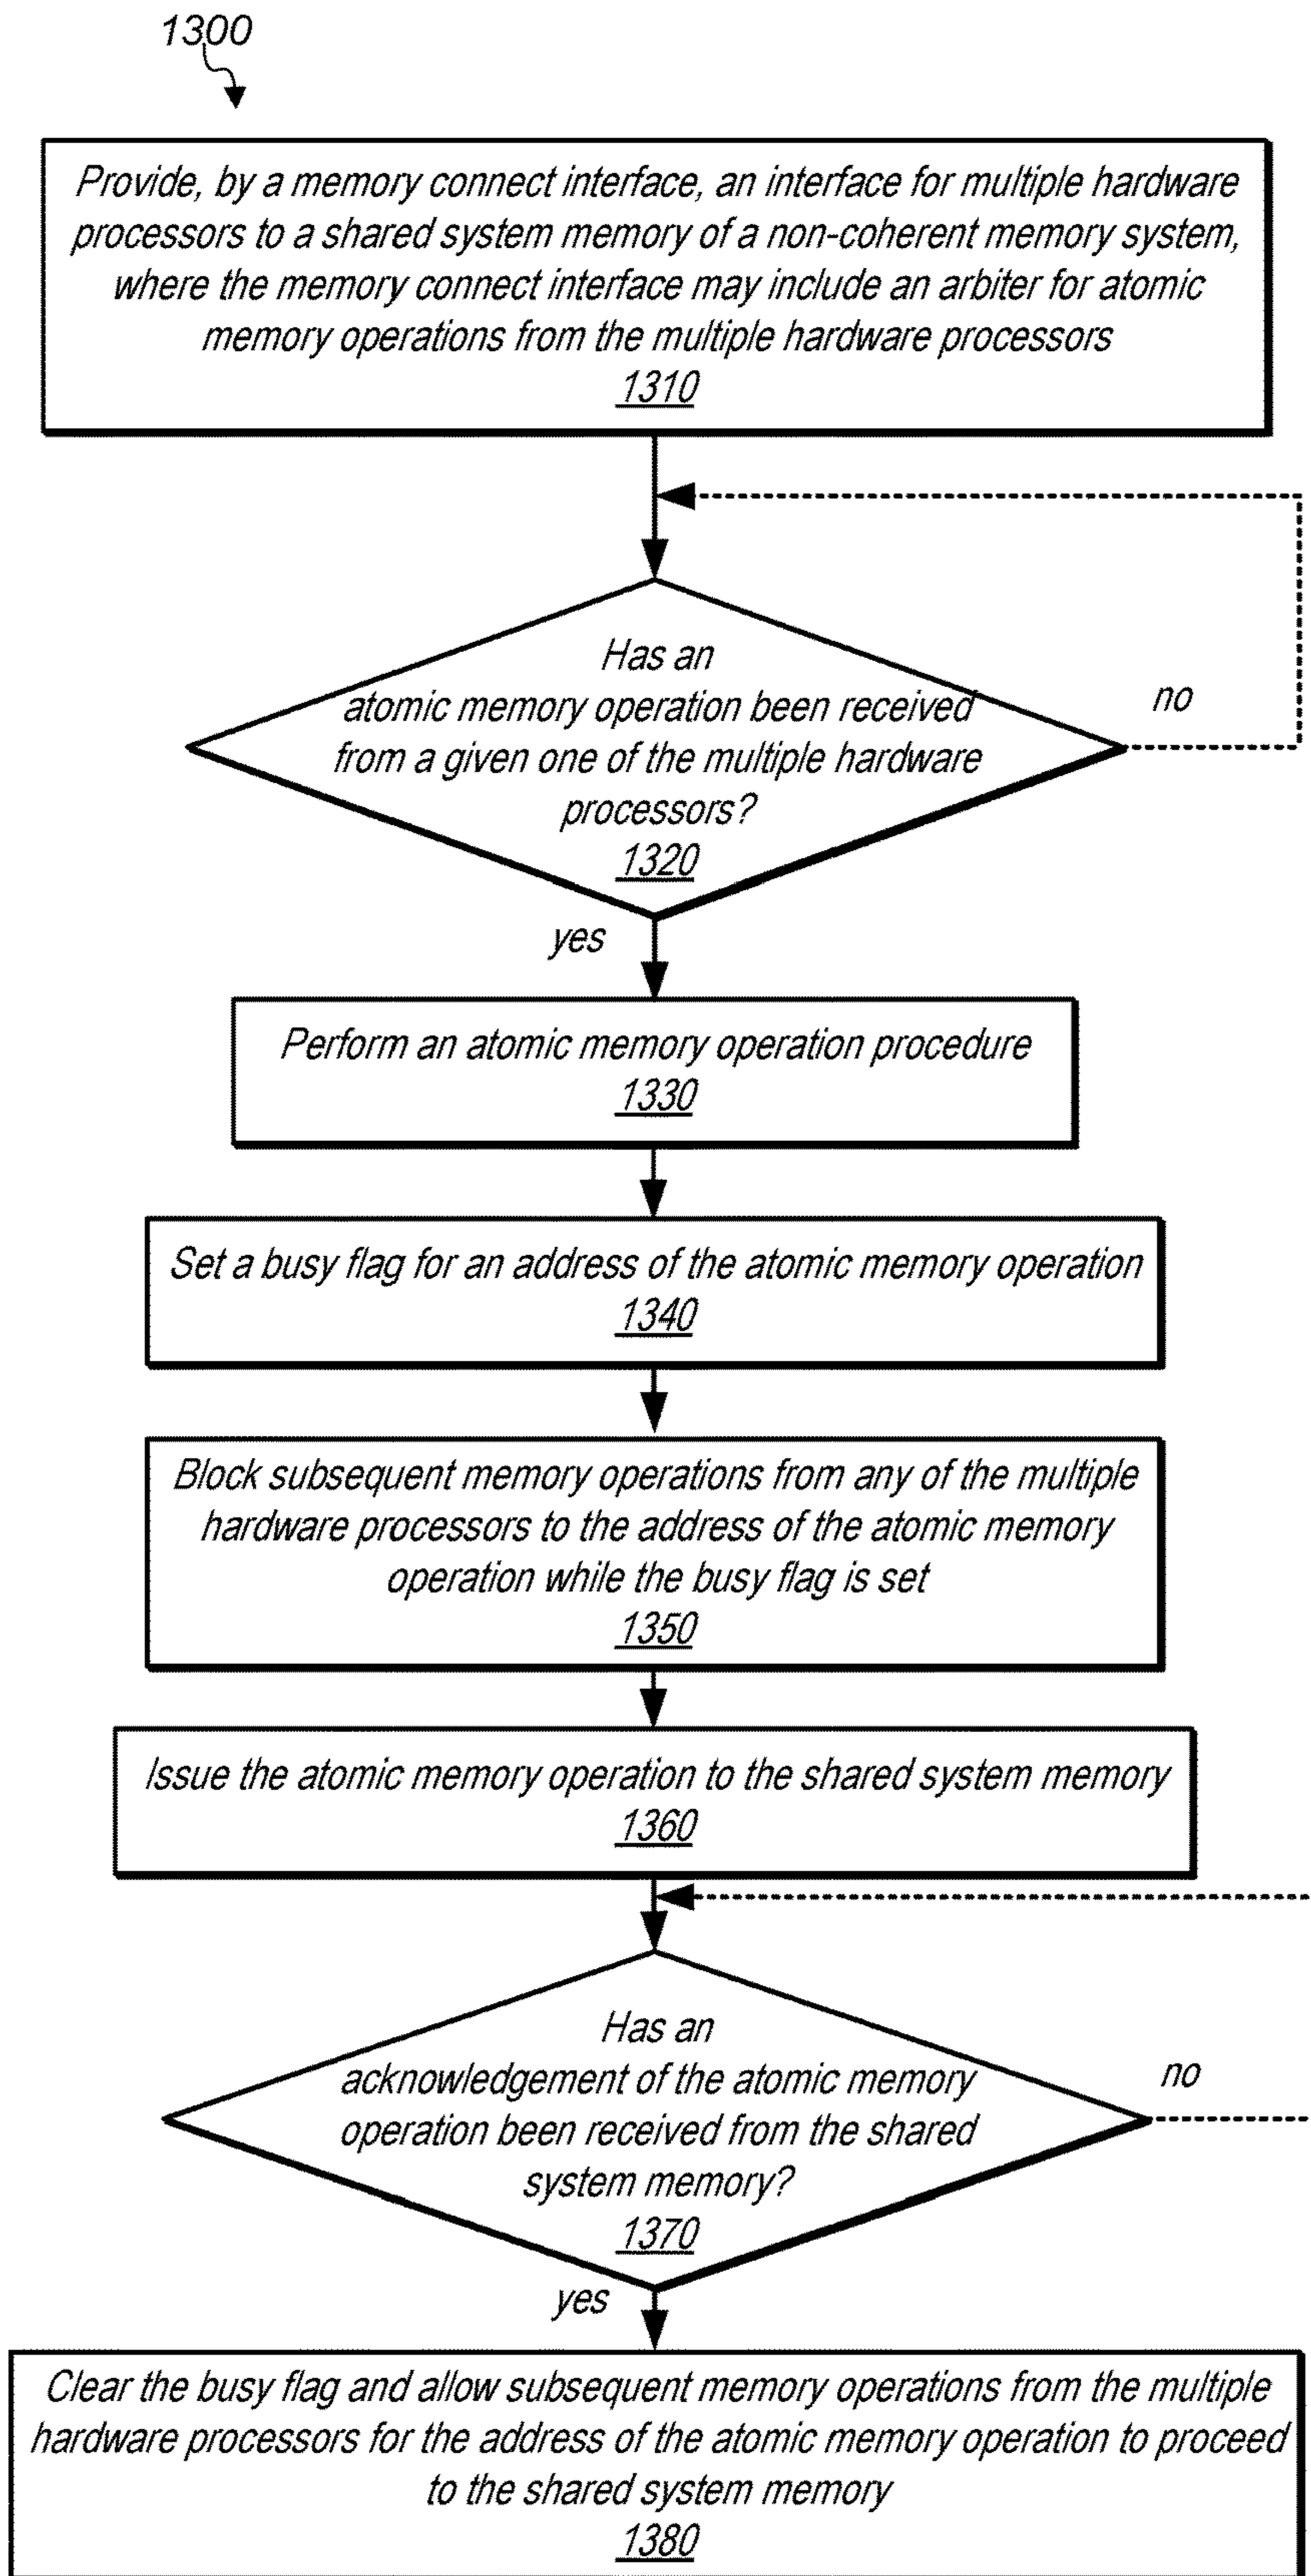 1300
Provide, by a memory connect interface, an interface for multiple hardware
processors to a shared system memory of a non-coherent memory system,
where the memory connect interface may include an arbiter for atomic
memory operations from the multiple hardware processors
1310
Has an
atomic memory operation been received
from a given one of the multiple hardware
processors?
1320
no
yes
Perform an atomic memory operation procedure
1330
Set a busy flag for an address of the atomic memory operation
1340
Block subsequent memory operations from any of the multiple
hardware processors to the address of the atomic memory
operation while the busy flag is set
1350
Issue the atomic memory operation to the shared system memory
1360
Has an
acknowledgement of the atomic memory
operation been received from the shared
system memory?
1370
no
yes
Clear the busy flag and allow subsequent memory operations from the multiple
hardware processors for the address of the atomic memory operation to proceed
to the shared system memory
1380